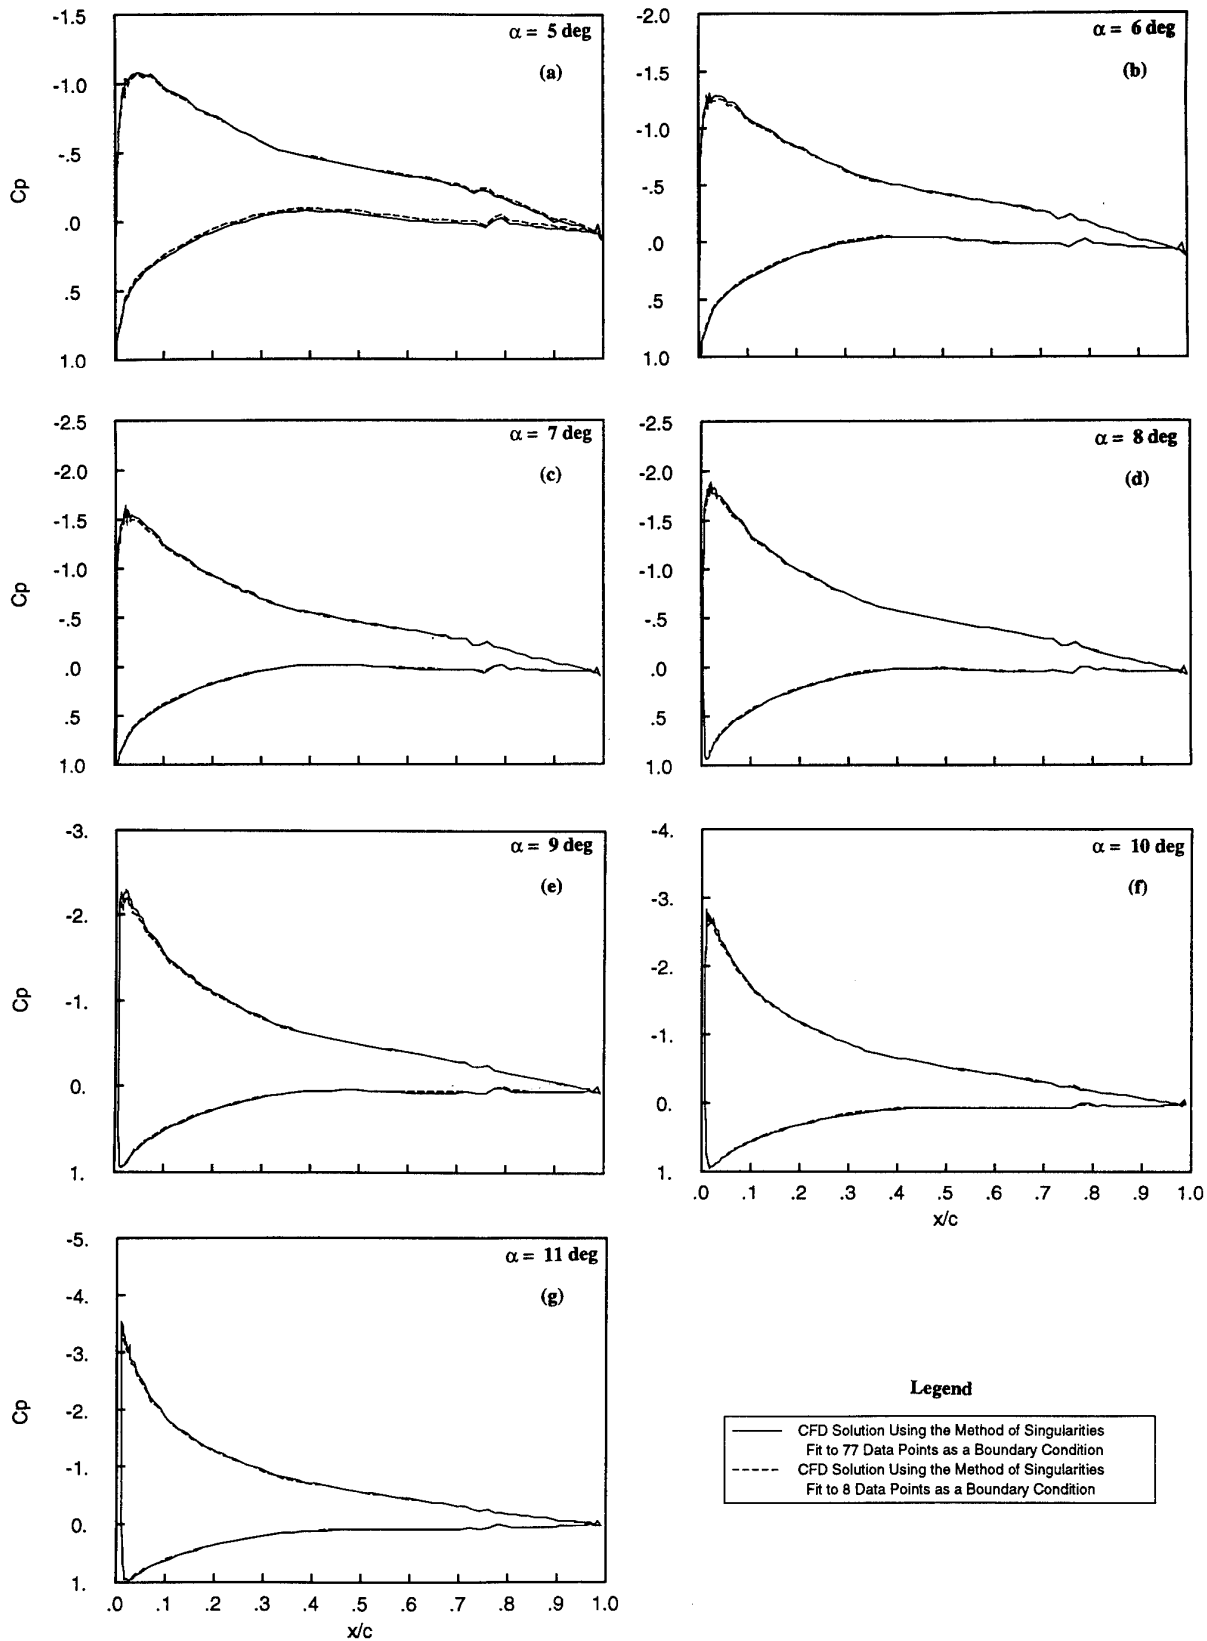 α = 5 deg
(a)
-1.5
-1.0
-.5
.0
.5
1.0
Cp
α = 6 deg
(b)
-2.0
-1.5
-1.0
-.5
.0
.5
1.0
α = 7 deg
(c)
-2.5
-2.0
-1.5
-1.0
-.5
.0
.5
1.0
Cp
α = 8 deg
(d)
-2.5
-2.0
-1.5
-1.0
-.5
.0
.5
1.0
α = 9 deg
(e)
-3.
-2.
-1.
0.
1.
Cp
α = 10 deg
(f)
-4.
-3.
-2.
-1.
0.
1.
.0 .1 .2 .3 .4 .5 .6 .7 .8 .9 1.0
x/c
α = 11 deg
(g)
-5.
-4.
-3.
-2.
-1.
0.
1.
Cp
.0 .1 .2 .3 .4 .5 .6 .7 .8 .9 1.0
x/c
Legend
CFD Solution Using the Method of Singularities
Fit to 77 Data Points as a Boundary Condition
CFD Solution Using the Method of Singularities
Fit to 8 Data Points as a Boundary Condition